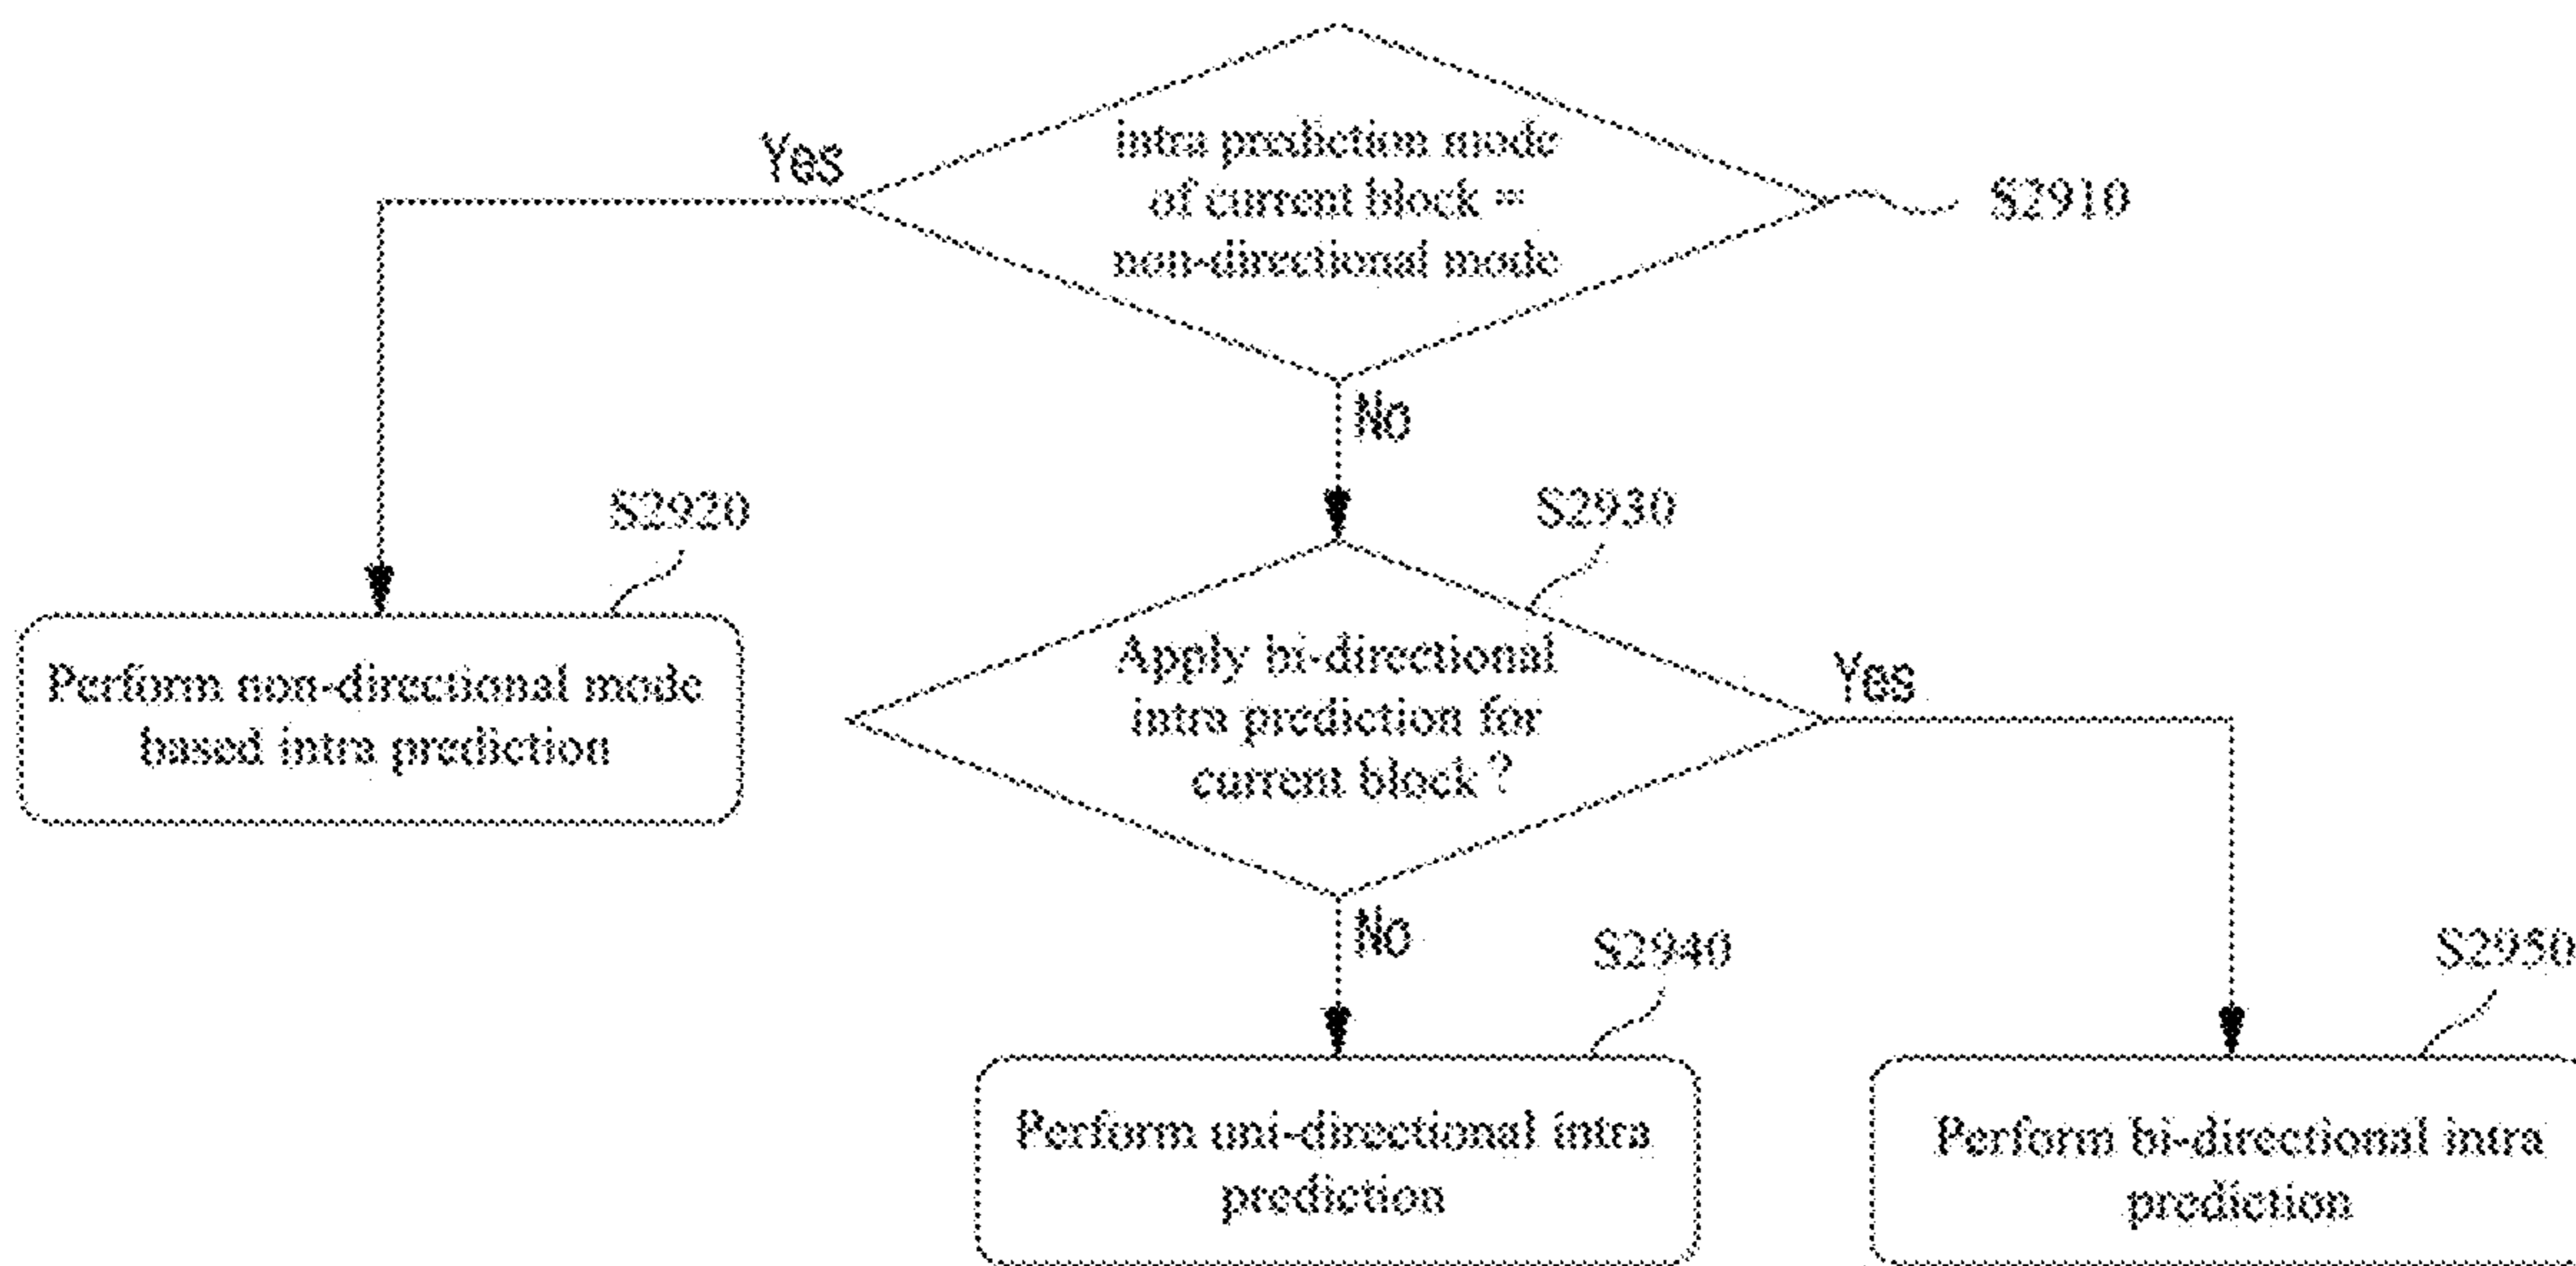 intra prediction mode
of current block =
non-directional mode
Yes
S2910
No
S2920
S2930
Perform non-directional mode
based intra prediction
Apply bi-directional
intra prediction for
current block?
Yes
No
S2940
S2950
Perform uni-directional intra
prediction
Perform bi-directional intra
prediction